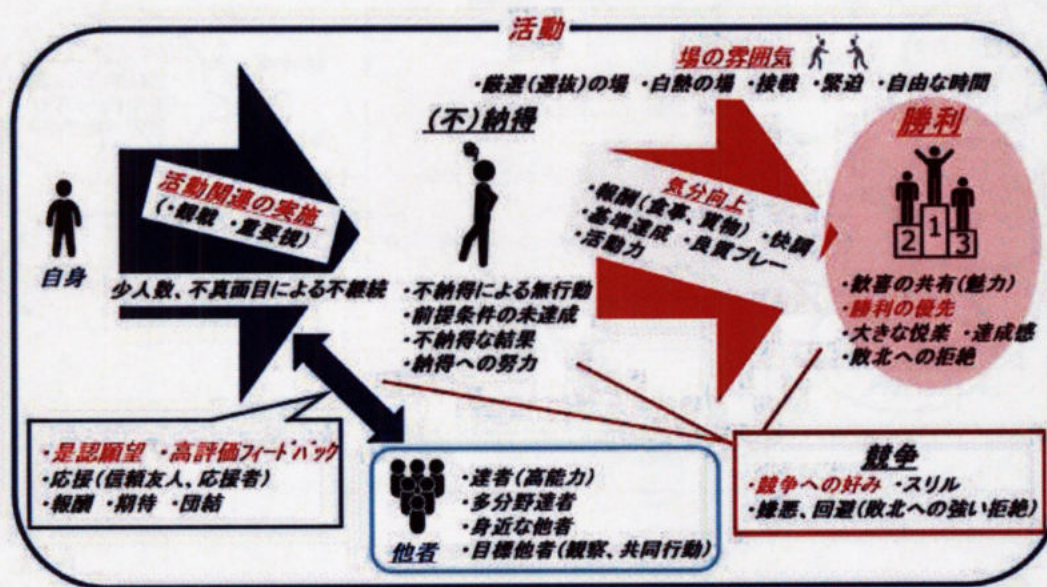 活動
場の雰囲気
・厳選(選抜)の場 ・白熱の場 ・接戦 ・緊迫 ・自由な時間
(不)納得
勝利
活動関連の実施
(・観戦 ・重要視)
気分向上
・報酬(食事、賞物) ・快調
・基準達成 ・良質プレー
・活動力
2 1 3
自身
少人数、不真面目による不継続
・不納得による無行動
・前提条件の未達成
・不納得な結果
・納得への努力
・歓喜の共有(魅力)
・勝利の優先
・大きな悦楽 ・達成感
・敗北への拒絶
・是認願望 ・高評価フィードバック
・応援(信頼友人、応援者)
・報酬 ・期待 ・団結
他者
・達者(高能力)
・多分野達者
・身近な他者
・目標他者(観察、共同行動)
競争
・競争への好み ・スリル
・嫌悪、回避(敗北への強い拒絶)